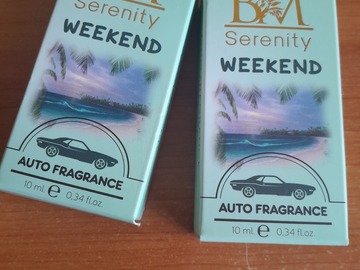 Serenity
WEEKEND
AUTO FRAGRANCE
10 ml. e 0,34 fl.oz.
BM
Serenity
WEEKEND
AUTO FRAGRANCE
10 ml. e 0,34 fl.oz.